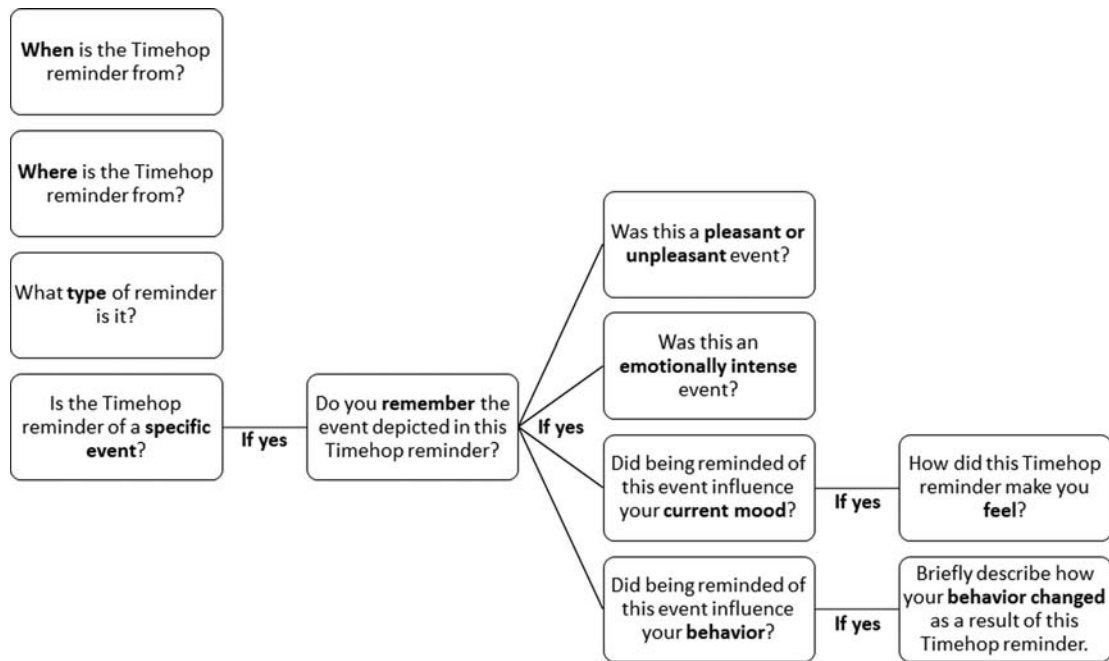 When is the Timehop
reminder from?
Where is the Timehop
reminder from?
What type of reminder
is it?
Is the Timehop
reminder of a specific
event?
If yes
Do you remember the
event depicted in this
Timehop reminder?
If yes
Was this a pleasant or
unpleasant event?
Was this an
emotionally intense
event?
Did being reminded of
this event influence
your current mood?
If yes
How did this Timehop
reminder make you
feel?
Did being reminded of
this event influence
your behavior?
If yes
Briefly describe how
your behavior changed
as a result of this
Timehop reminder.